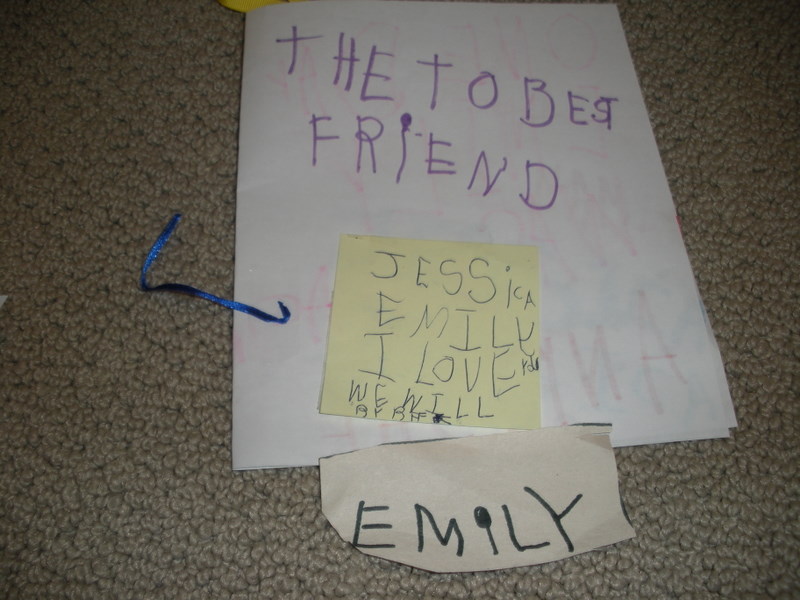 THE TO BEST
FRiEND
JESSiCA
EMILY
I LOVE YOU
WE WILL
EMiLY